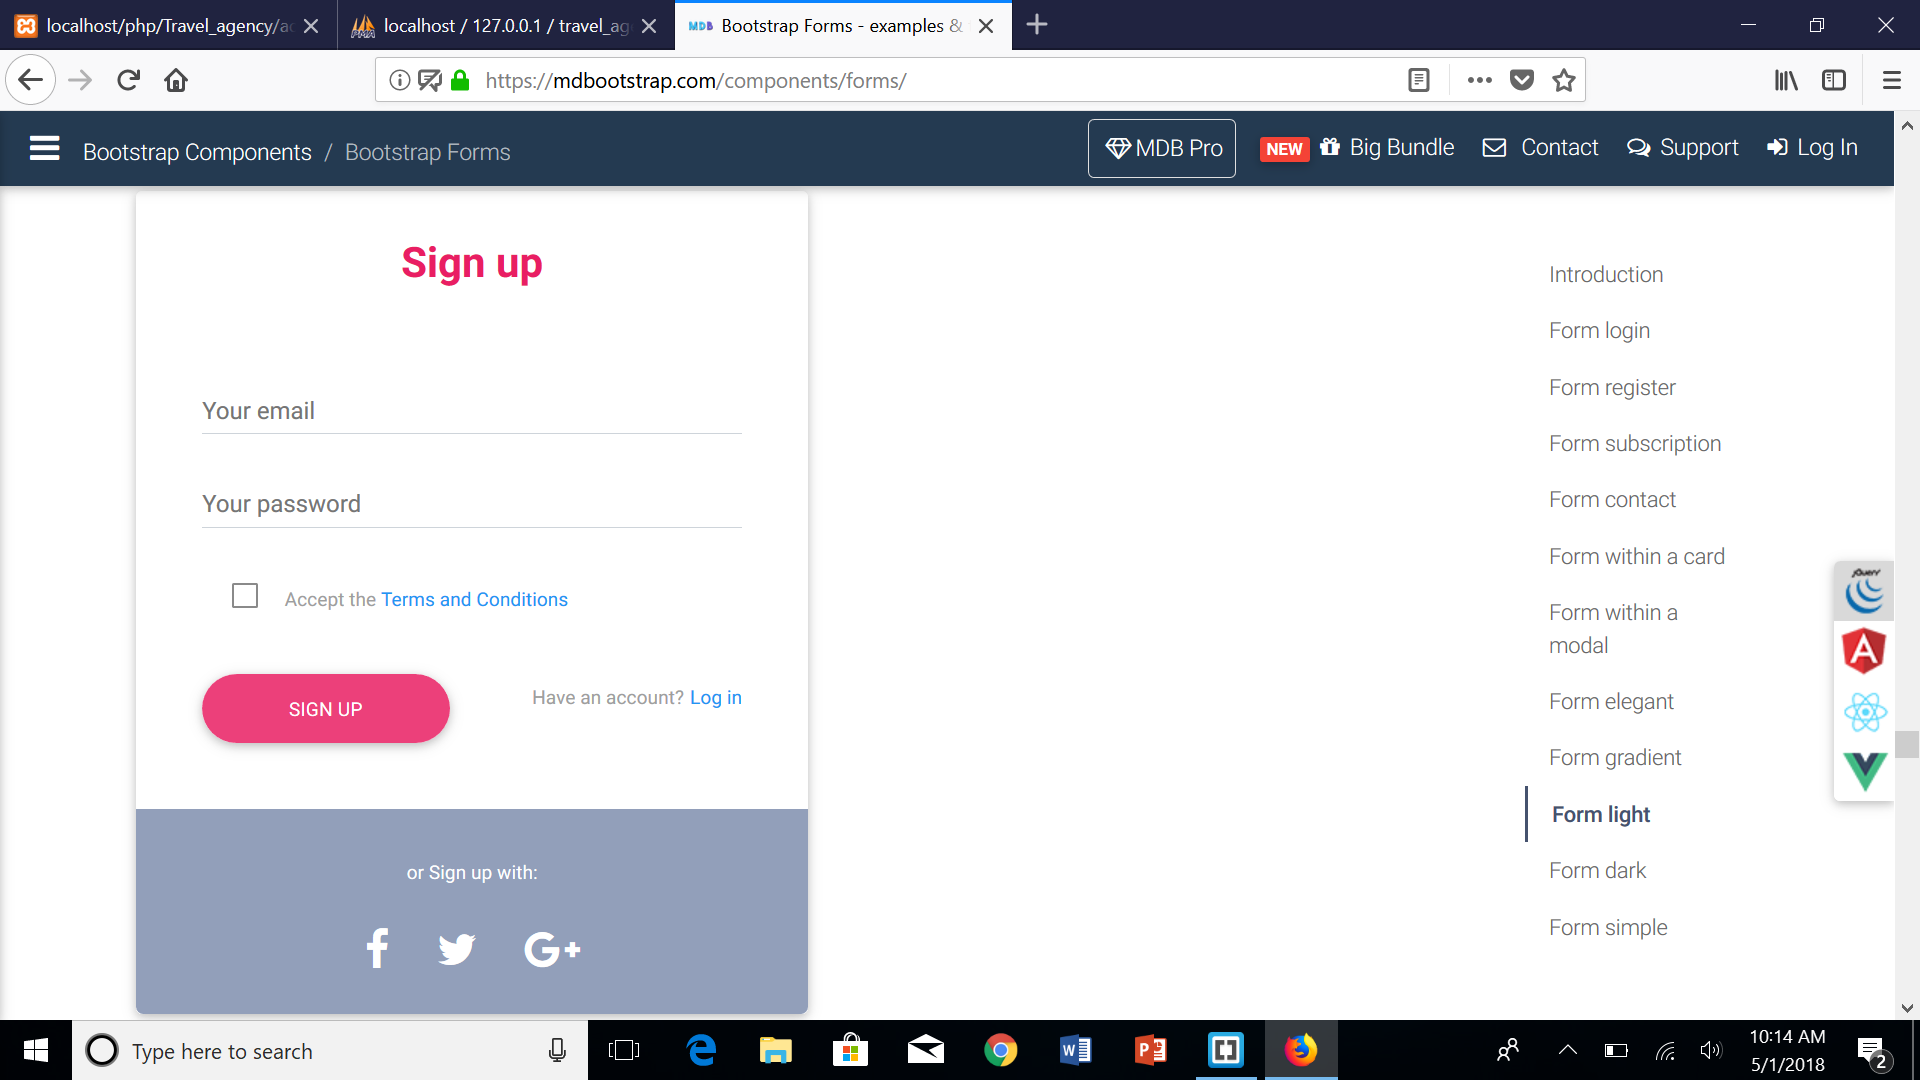 localhost/php/Travel_agency/ac
localhost / 127.0.0.1 / travel_ag
MDB Bootstrap Forms - examples &
https://mdbootstrap.com/components/forms/
Bootstrap Components / Bootstrap Forms
MDB Pro
NEW Big Bundle
Contact
Support
Log In
Sign up
Your email
Your password
Accept the Terms and Conditions
SIGN UP
Have an account? Log in
or Sign up with:
G+
Introduction
Form login
Form register
Form subscription
Form contact
Form within a card
Form within a
modal
Form elegant
Form gradient
Form light
Form dark
Form simple
jQuery
Type here to search
10:14 AM
5/1/2018
2